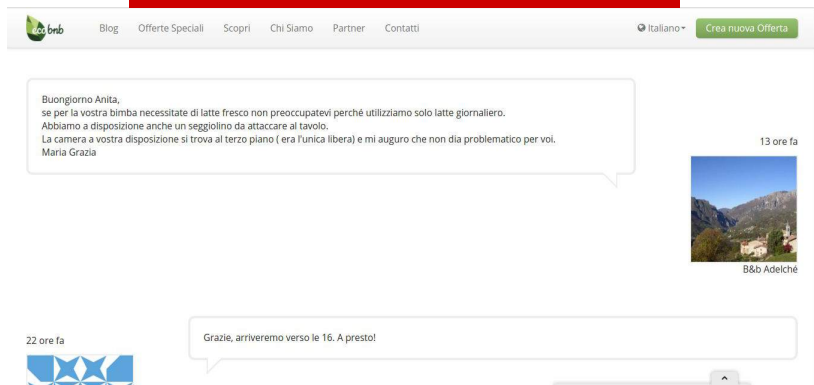 eco bnb
Blog Offerte Speciali Scopri Chi Siamo Partner Contatti Italiano Crea nuova Offerta
Buongiorno Anita,
se per la vostra bimba necessitate di latte fresco non preoccupatevi perché utilizziamo solo latte giornaliero.
Abbiamo a disposizione anche un seggiolino da attaccare al tavolo.
La camera a vostra disposizione si trova al terzo piano ( era l'unica libera) e mi auguro che non dia problematico per voi.
Maria Grazia
13 ore fa
B&b Adelché
22 ore fa
Grazie, arriveremo verso le 16. A presto!